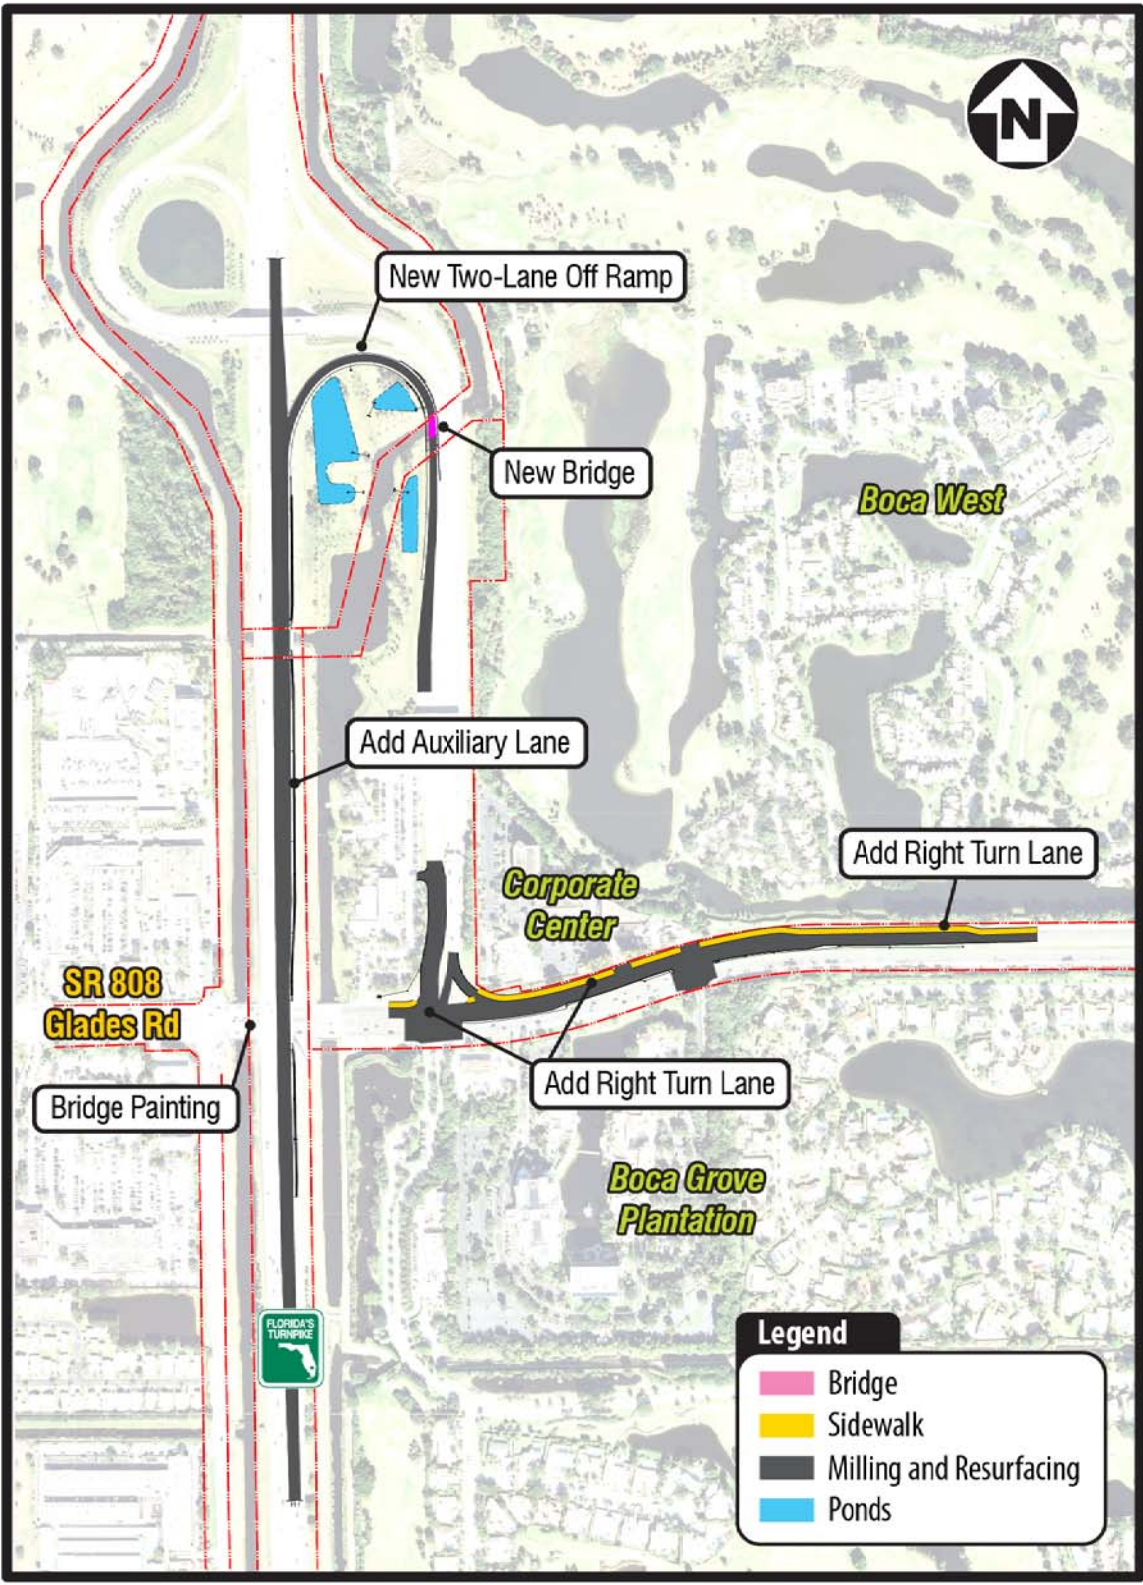 N
New Two-Lane Off Ramp
New Bridge
Boca West
Add Auxiliary Lane
Add Right Turn Lane
Corporate
Center
SR 808
Glades Rd
Add Right Turn Lane
Bridge Painting
Boca Grove
Plantation
FLORIDA'S
TURNPIKE
Legend
Bridge
Sidewalk
Milling and Resurfacing
Ponds